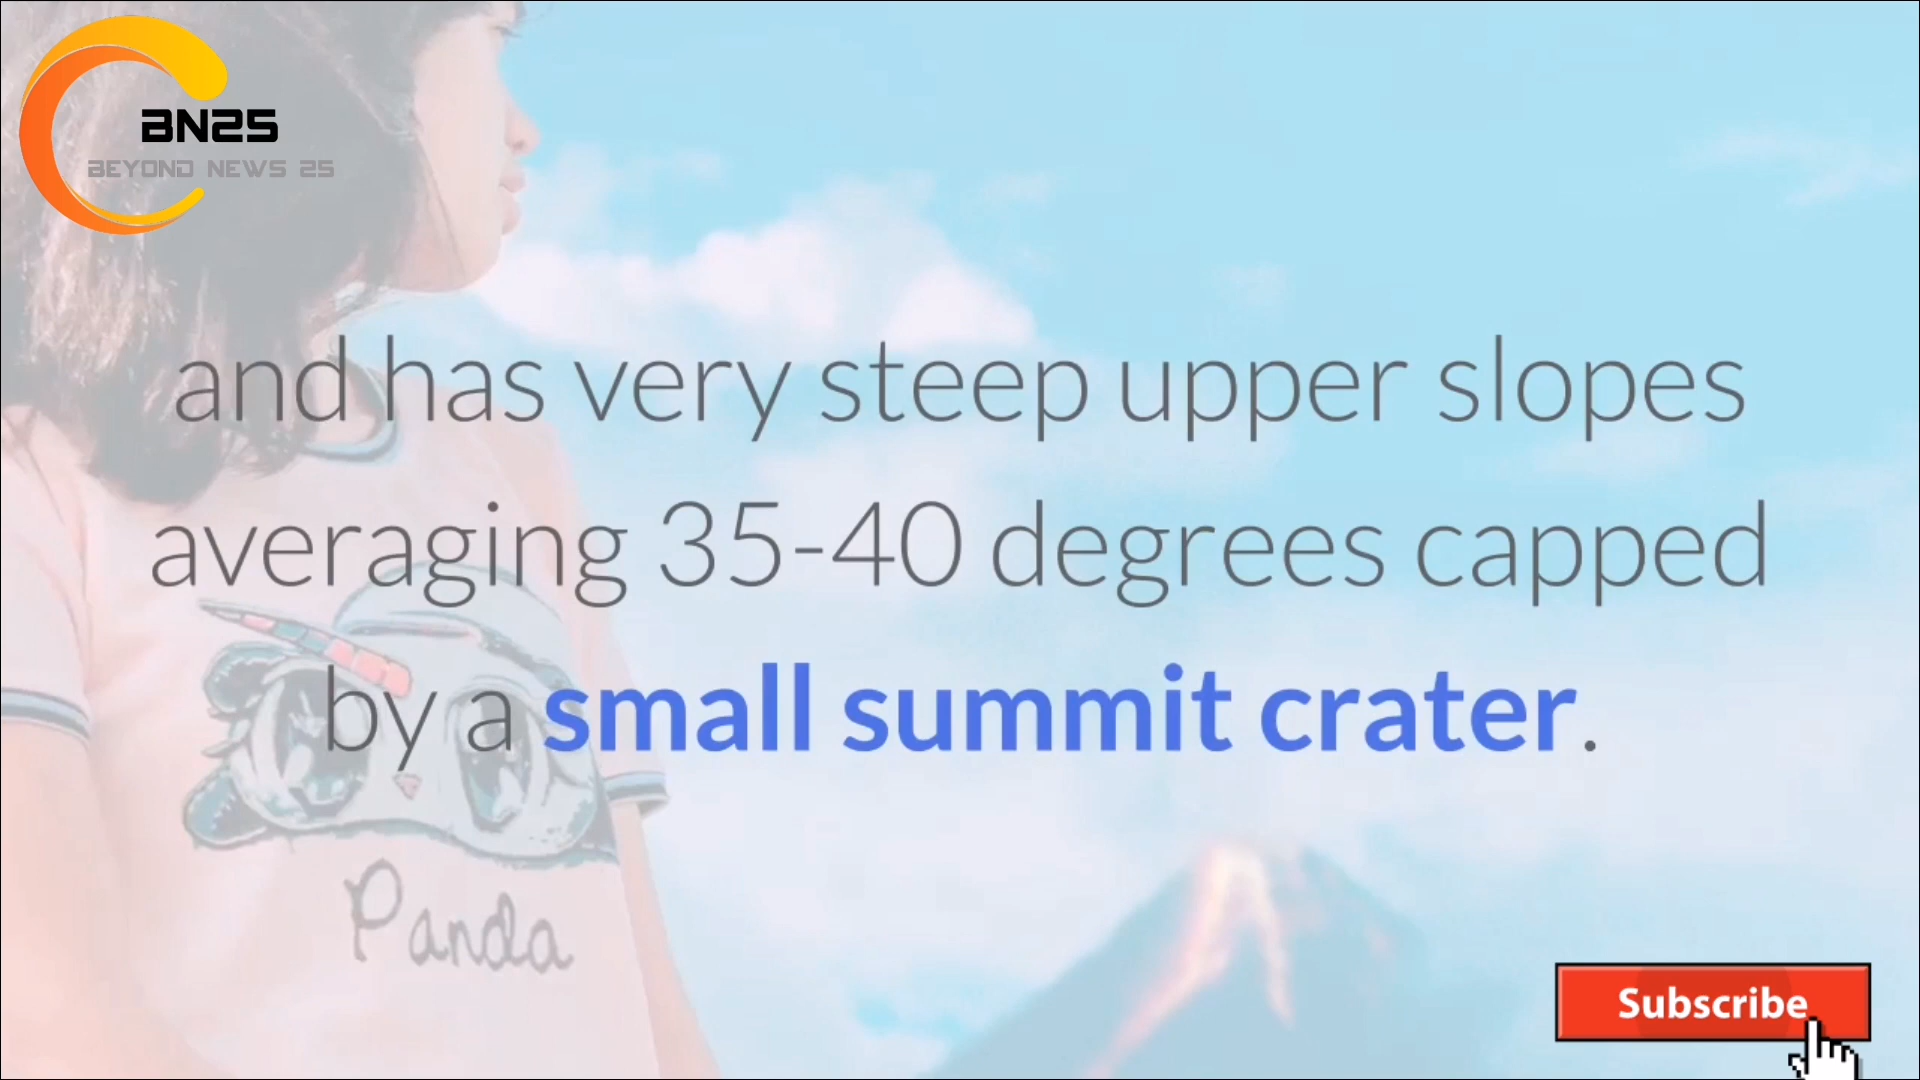 BN25
BEYOND NEWS 25
and has very steep upper slopes
averaging 35-40 degrees capped
by a small summit crater.
Panda
Subscribe